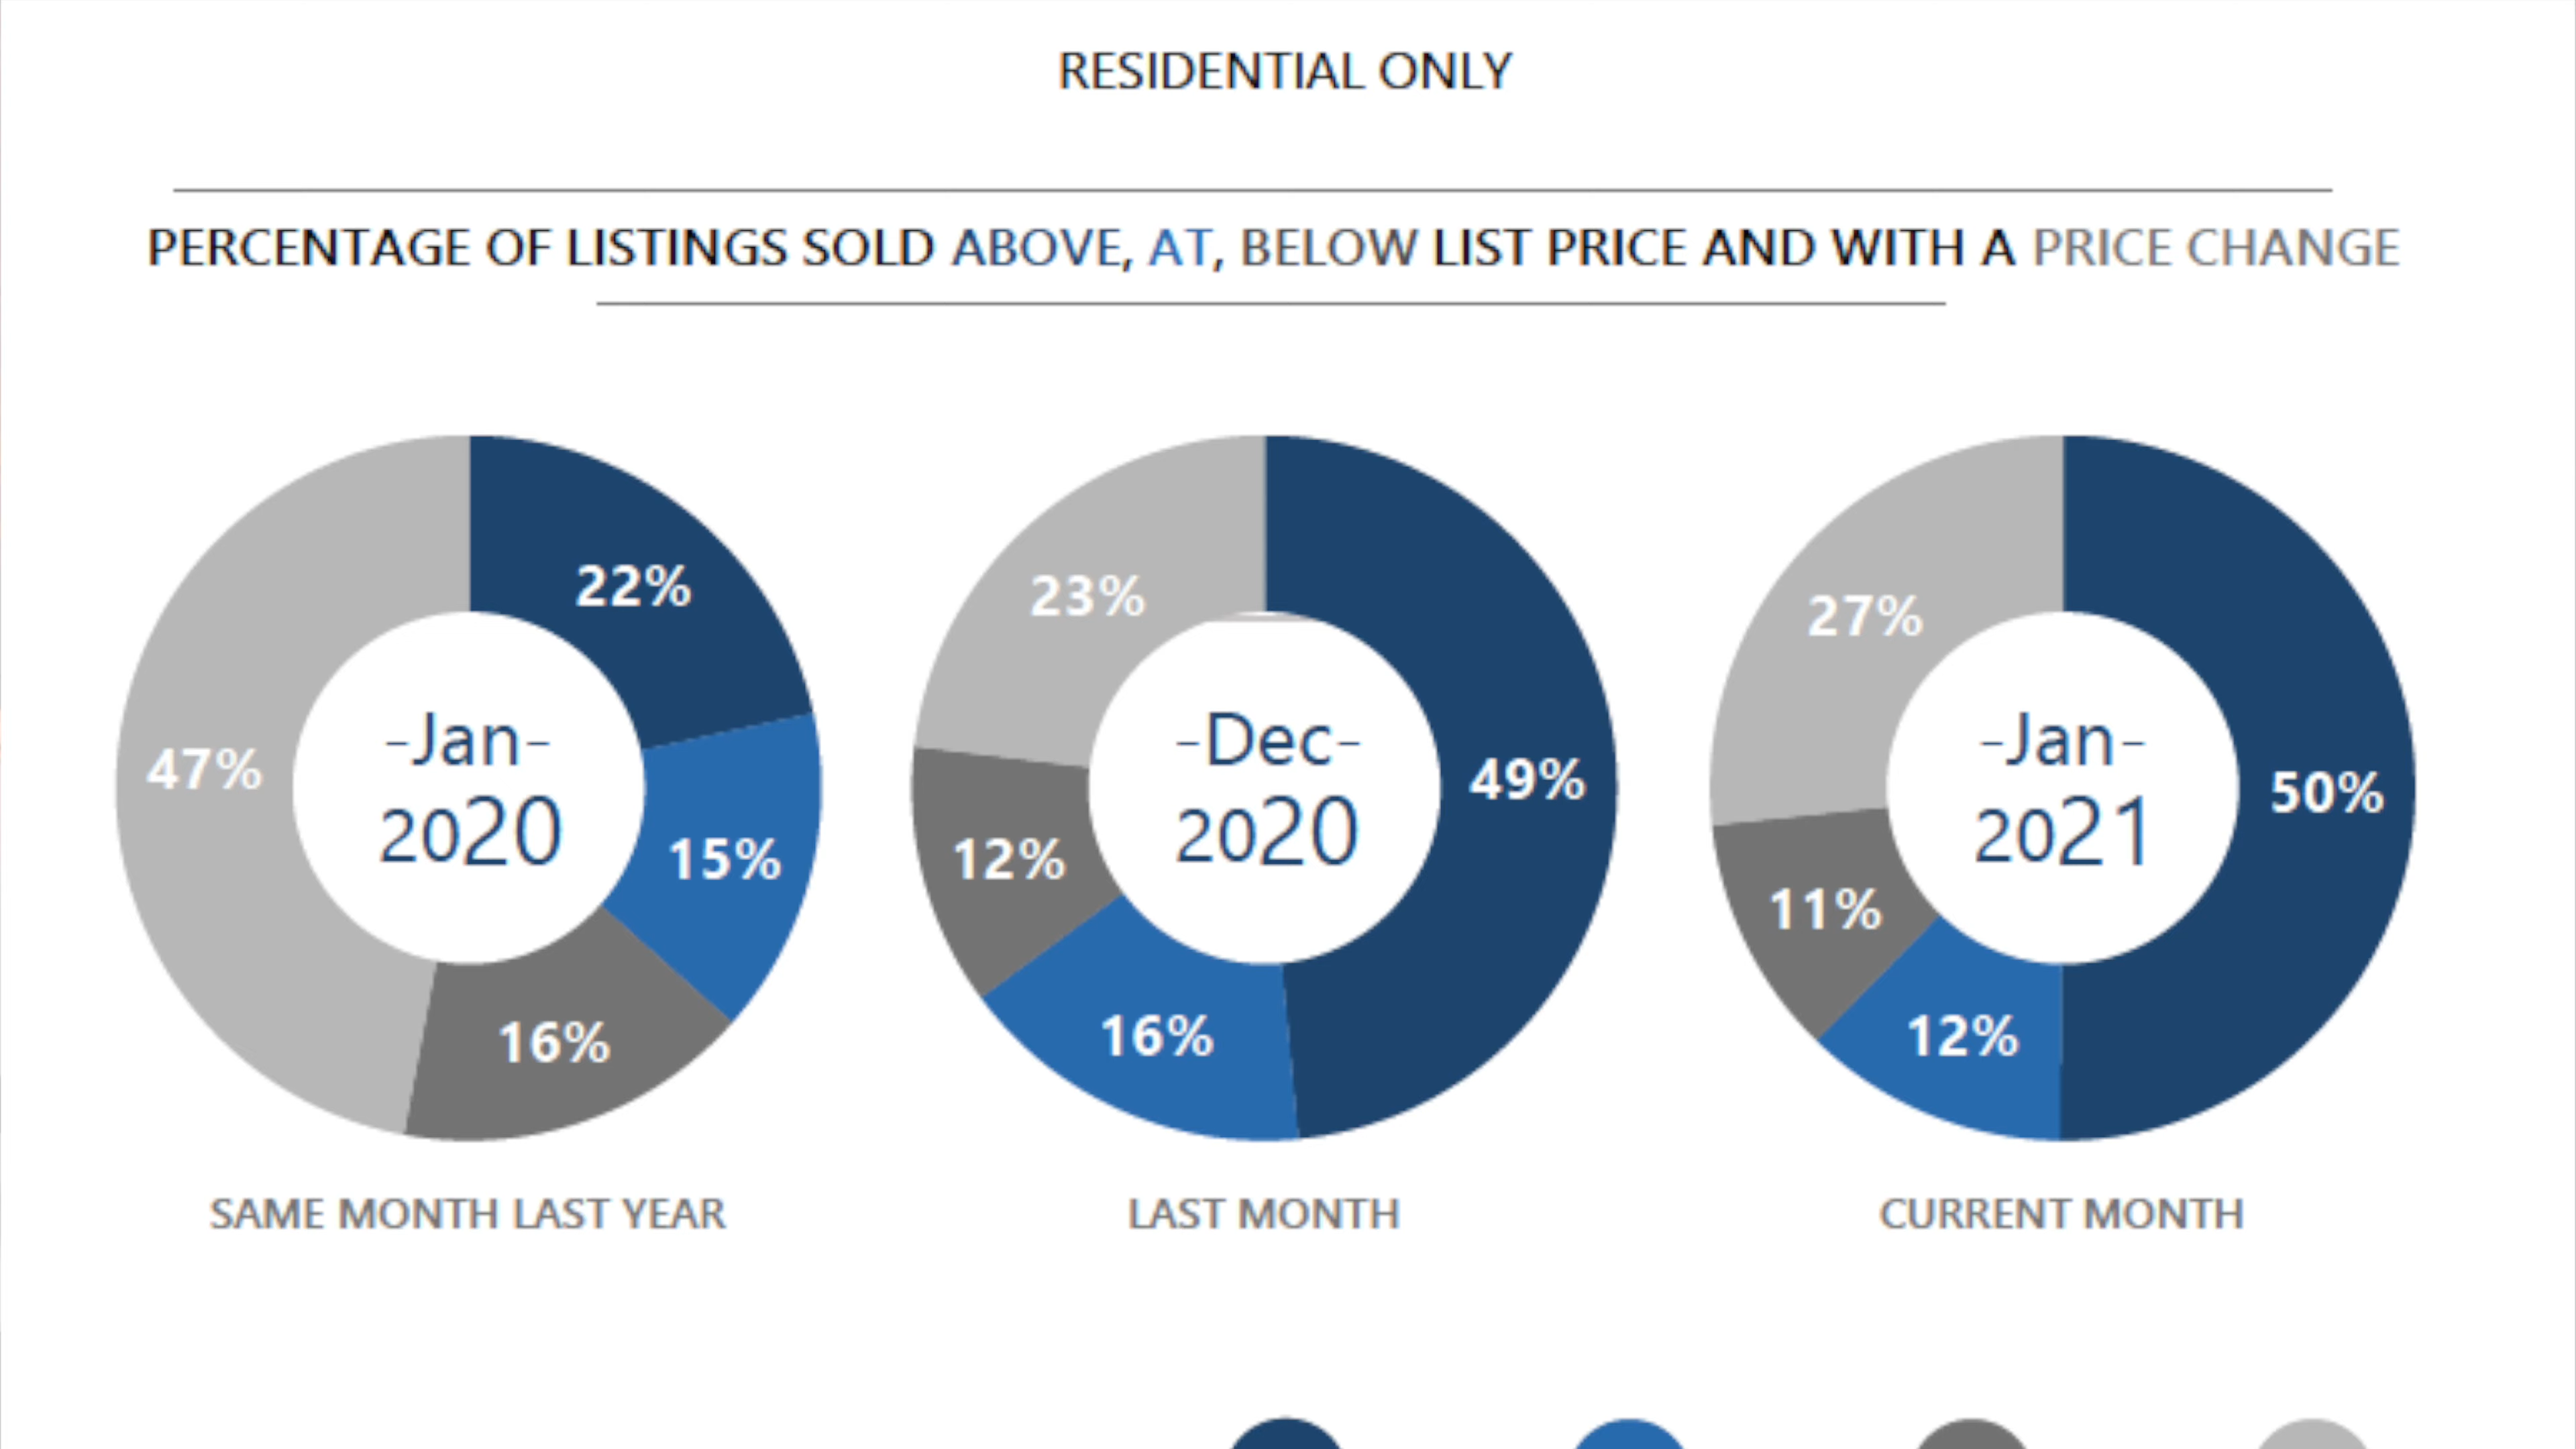 RESIDENTIAL ONLY
PERCENTAGE OF LISTINGS SOLD ABOVE, AT, BELOW LIST PRICE AND WITH A PRICE CHANGE
22%
15%
16%
47%
-Jan-
2020
SAME MONTH LAST YEAR
49%
16%
12%
23%
-Dec-
2020
LAST MONTH
50%
12%
11%
27%
-Jan-
2021
CURRENT MONTH